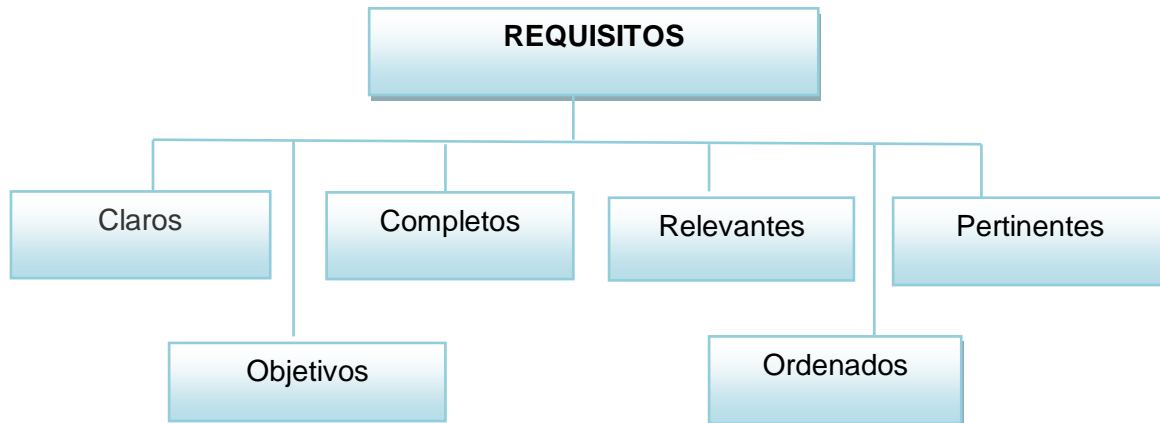 REQUISITOS
Claros
Completos
Relevantes
Pertinentes
Objetivos
Ordenados